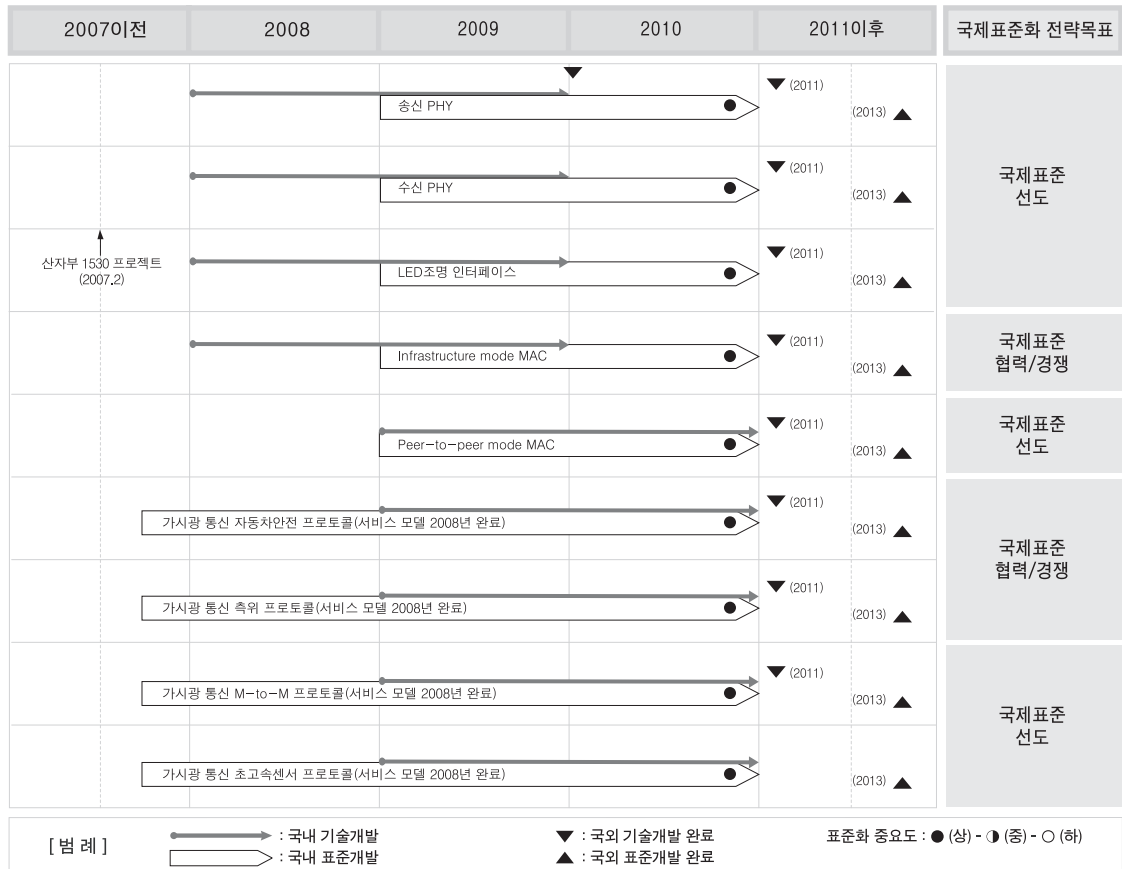 2007이전
2008
2009
2010
2011이후
국제표준화 전략목표
▼
▼ (2011)
송신 PHY ●
(2013) ▲
▼ (2011)
수신 PHY ●
(2013) ▲
국제표준
선도
산자부 1530 프로젝트
(2007.2)
▼ (2011)
LED조명 인터페이스 ●
(2013) ▲
▼ (2011)
Infrastructure mode MAC ●
(2013) ▲
국제표준
협력/경쟁
▼ (2011)
Peer-to-peer mode MAC ●
(2013) ▲
국제표준
선도
▼ (2011)
가시광 통신 자동차안전 프로토콜(서비스 모델 2008년 완료) ●
(2013) ▲
국제표준
협력/경쟁
▼ (2011)
가시광 통신 측위 프로토콜(서비스 모델 2008년 완료) ●
(2013) ▲
▼ (2011)
가시광 통신 M-to-M 프로토콜(서비스 모델 2008년 완료) ●
(2013) ▲
국제표준
선도
가시광 통신 초고속센서 프로토콜(서비스 모델 2008년 완료) ●
(2013) ▲
[ 범 례 ]
: 국내 기술개발
▼ : 국외 기술개발 완료
표준화 중요도 : ● (상) - ◑ (중) - ○ (하)
: 국내 표준개발
▲ : 국외 표준개발 완료